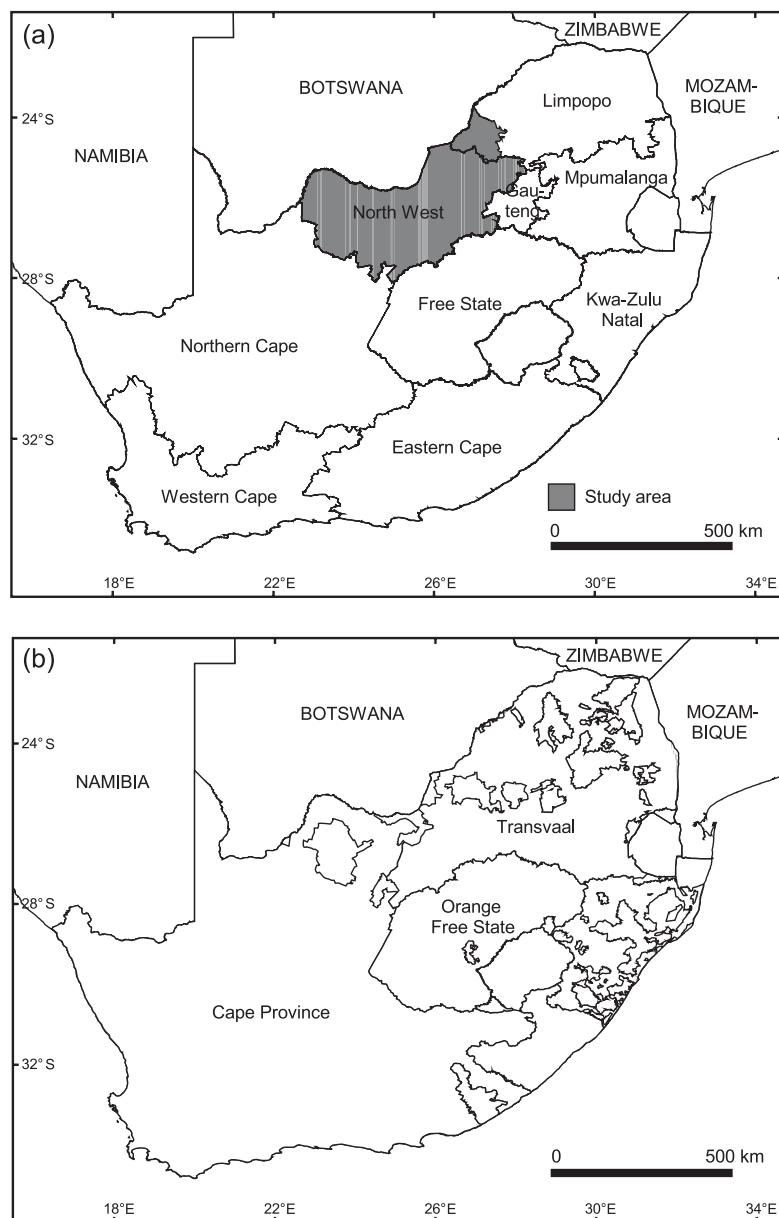 (a)
ZIMBABWE
BOTSWANA
MOZAM-
BIQUE
24°S
Limpopo
NAMIBIA
Mpumalanga
Gau-
teng
North West
28°S
Free State
Kwa-Zulu
Natal
Northern Cape
32°S
Eastern Cape
Western Cape
Study area
0 500 km
18°E 22°E 26°E 30°E 34°E
(b)
ZIMBABWE
BOTSWANA
MOZAM-
BIQUE
24°S
NAMIBIA
Transvaal
28°S
Orange
Free State
Cape Province
32°S
0 500 km
18°E 22°E 26°E 30°E 34°E